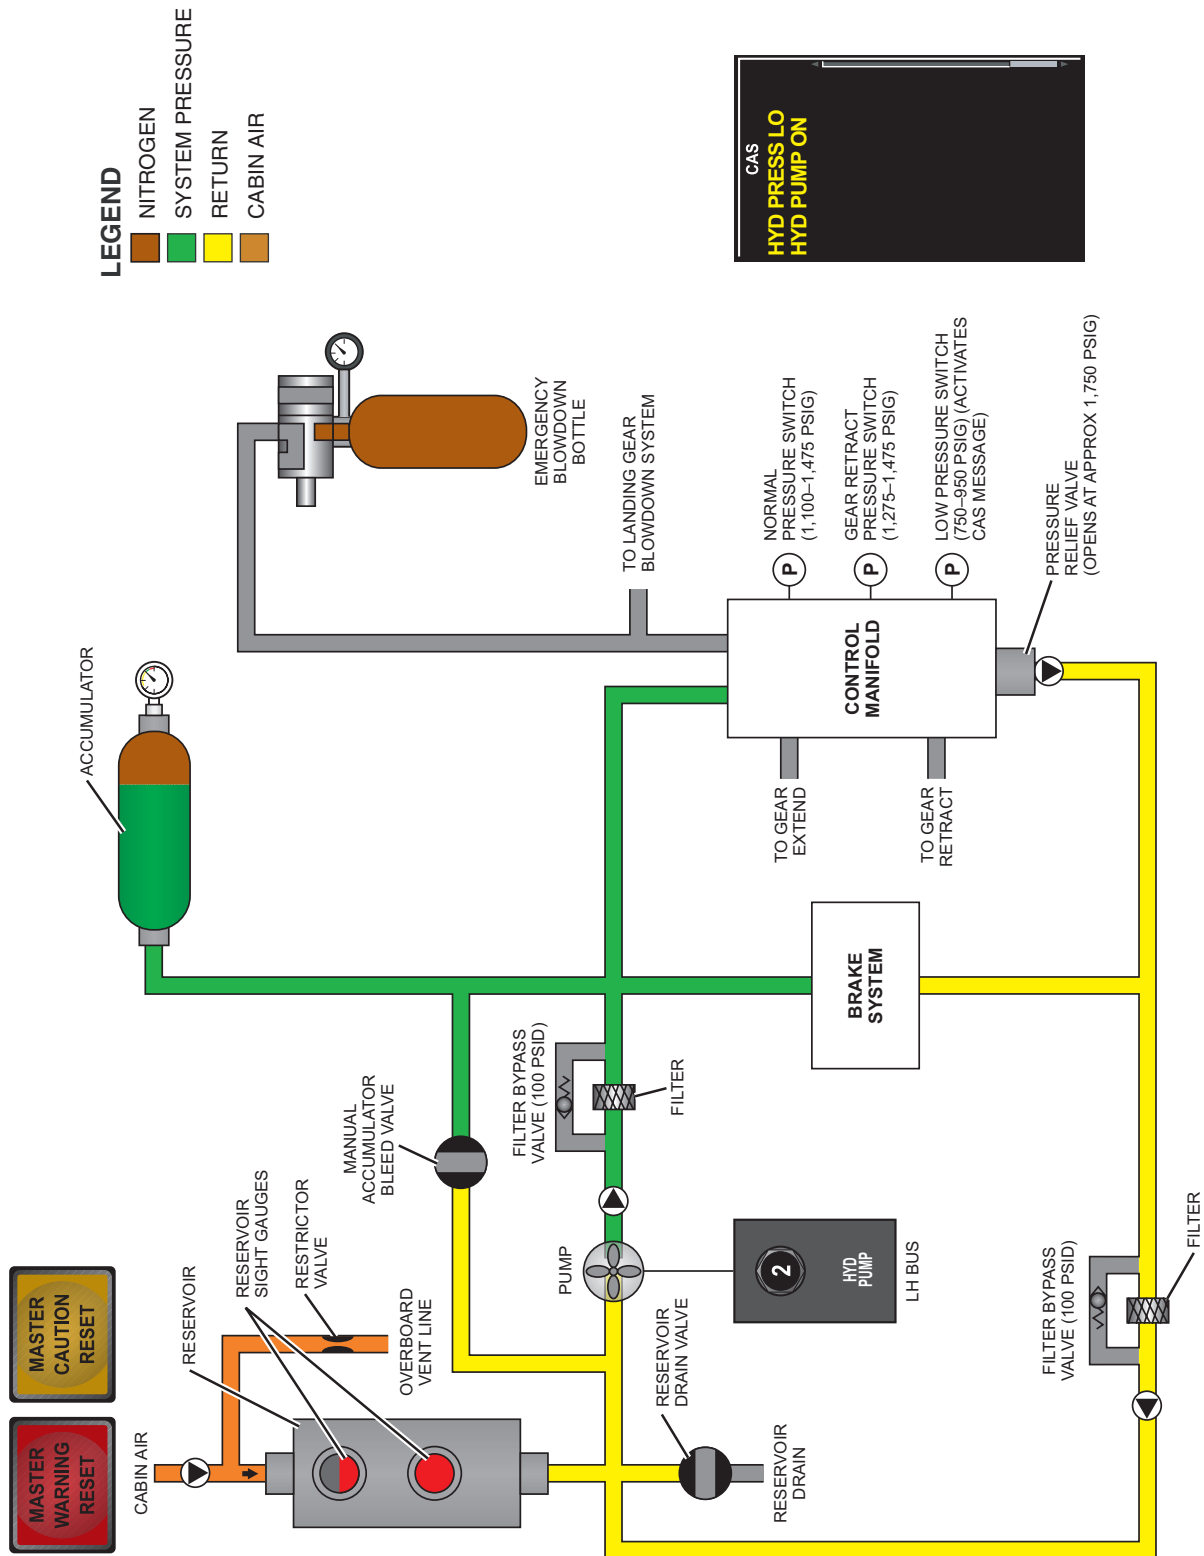 LEGEND
NITROGEN
SYSTEM PRESSURE
RETURN
CABIN AIR
CAS
HYD PRESS LO
HYD PUMP ON
ACCUMULATOR
EMERGENCY
BLOWDOWN
BOTTLE
TO LANDING GEAR
BLOWDOWN SYSTEM
P
NORMAL
PRESSURE SWITCH
(1,100–1,475 PSIG)
P
GEAR RETRACT
PRESSURE SWITCH
(1,275–1,475 PSIG)
P
LOW PRESSURE SWITCH
(750–950 PSIG) (ACTIVATES
CAS MESSAGE)
PRESSURE
RELIEF VALVE
(OPENS AT APPROX 1,750 PSIG)
CONTROL
MANIFOLD
TO GEAR
EXTEND
TO GEAR
RETRACT
BRAKE
SYSTEM
MANUAL
ACCUMULATOR
BLEED VALVE
FILTER BYPASS
VALVE (100 PSID)
FILTER
PUMP
2
HYD
PUMP
LH BUS
MASTER
CAUTION
RESET
MASTER
WARNING
RESET
CABIN AIR
RESERVOIR
RESERVOIR
SIGHT GAUGES
RESTRICTOR
VALVE
OVERBOARD
VENT LINE
RESERVOIR
DRAIN VALVE
RESERVOIR
DRAIN
FILTER BYPASS
VALVE (100 PSID)
FILTER